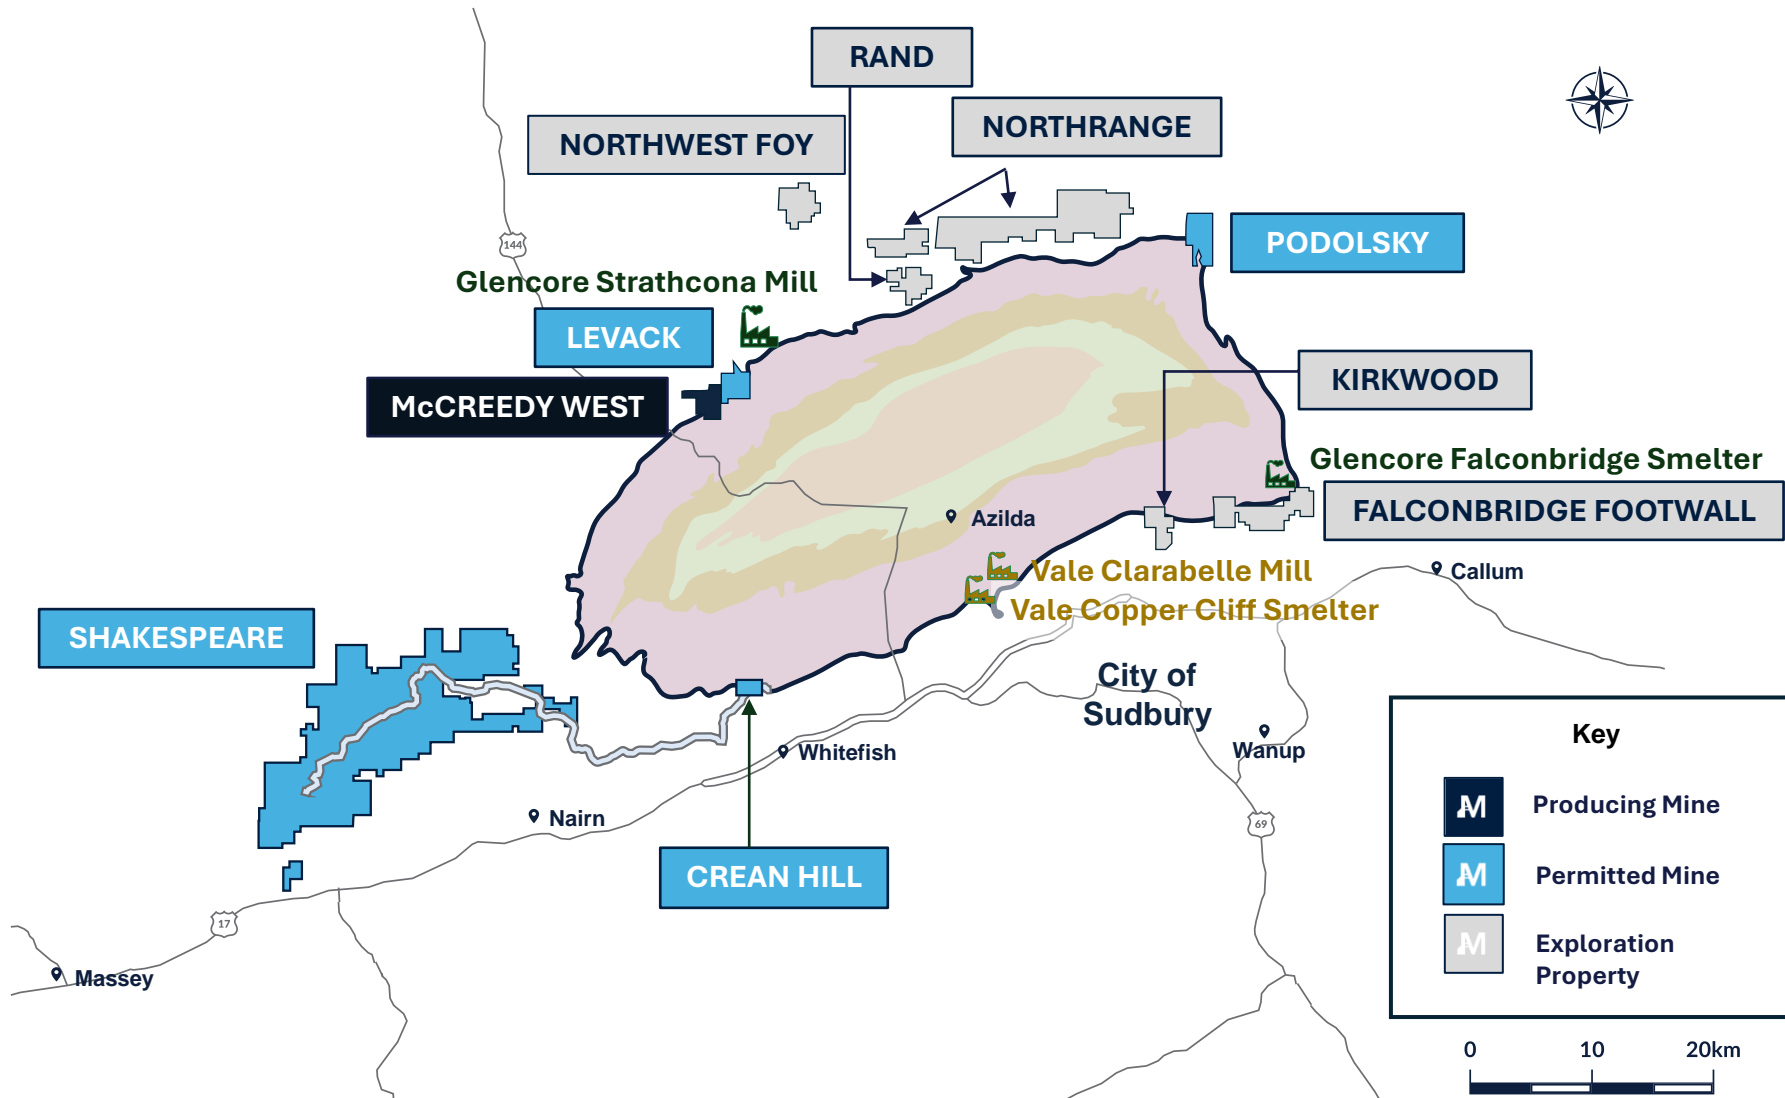 RAND
NORTHWEST FOY
NORTHRANGE
PODOLSKY
144
Glencore Strathcona Mill
LEVACK
KIRKWOOD
McCREEDY WEST
Glencore Falconbridge Smelter
FALCONBRIDGE FOOTWALL
Azilda
Vale Clarabelle Mill
Callum
Vale Copper Cliff Smelter
SHAKESPEARE
City of
Sudbury
Whitefish
Wanup
Nairn
69
CREAN HILL
17
Massey
Key
M Producing Mine
M Permitted Mine
M Exploration
Property
0 10 20km